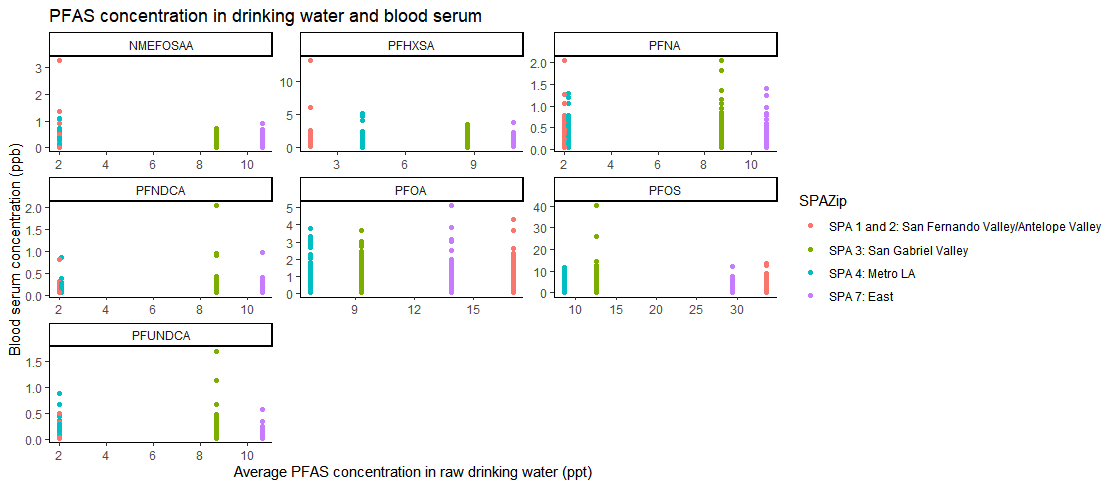 PFAS concentration in drinking water and blood serum
NMEFOSAA
PFHXSA
PFNA
3
2
1
0
10
5
0
2.0
1.5
1.0
0.5
0.0
2 4 6 8 10
3 6 9
2 4 6 8 10
PFNDCA
PFOA
PFOS
2.0
1.5
1.0
0.5
0.0
5
4
3
2
1
0
40
30
20
10
0
2 4 6 8 10
9 12 15
10 15 20 25 30
PFUNDCA
1.5
1.0
0.5
0.0
2 4 6 8 10
Blood serum concentration (ppb)
Average PFAS concentration in raw drinking water (ppt)
SPAZip
SPA 1 and 2: San Fernando Valley/Antelope Valley
SPA 3: San Gabriel Valley
SPA 4: Metro LA
SPA 7: East